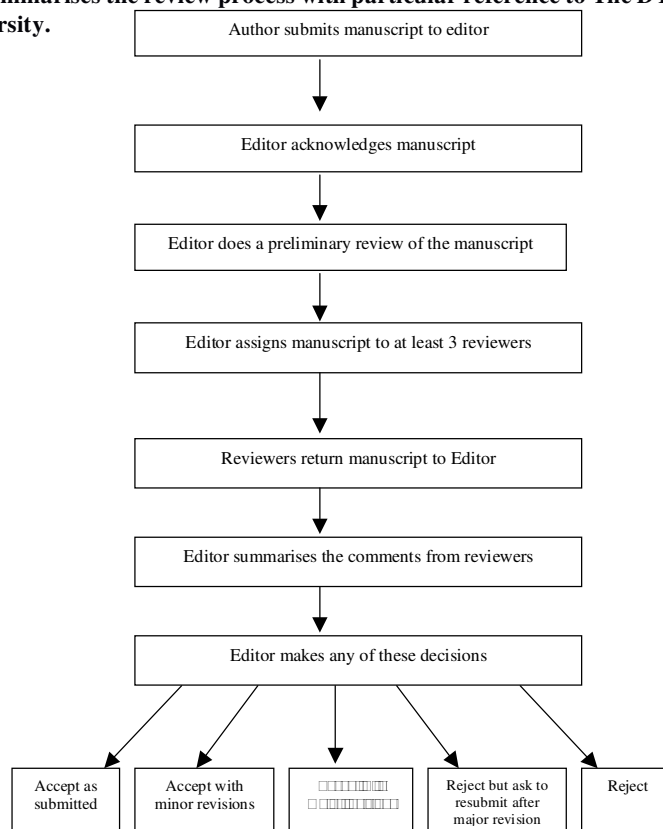 summarises the review process with particular reference to The
rsity.
Author submits manuscript to editor
Editor acknowledges manuscript
Editor does a preliminary review of the manuscript
Editor assigns manuscript to at least 3 reviewers
Reviewers return manuscript to Editor
Editor summarises the comments from reviewers
Editor makes any of these decisions
Accept as
submitted
Accept with
minor revisions
Reject but ask to
resubmit after
major revision
Reject